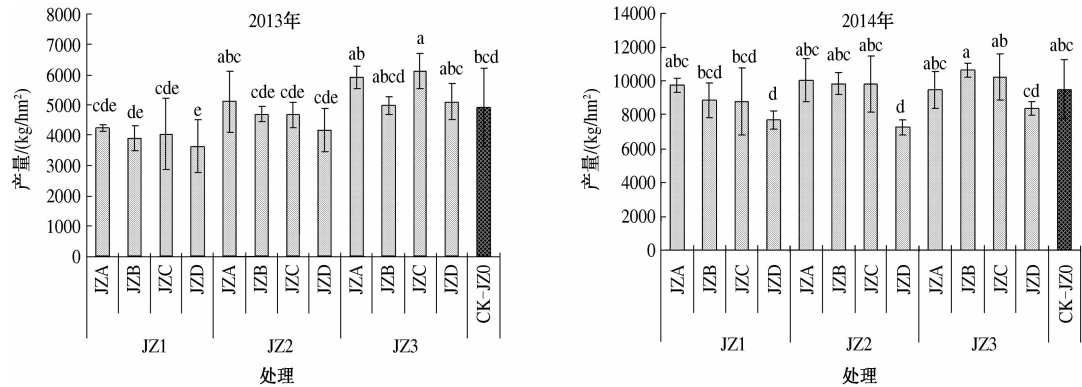 2013年
产量/(kg/hm²)
8000
7000
6000
5000
4000
3000
2000
1000
0
cde de cde e abc cde cde cde ab abcd a abc bcd
JZA JZB JZC JZD JZA JZB JZC JZD JZA JZB JZC JZD CK-JZ0
JZ1 JZ2 JZ3
处理
2014年
产量/(kg/hm²)
14000
12000
10000
8000
6000
4000
2000
0
abc bcd bcd d abc abc abc d abc a ab cd abc
JZA JZB JZC JZD JZA JZB JZC JZD JZA JZB JZC JZD CK-JZ0
JZ1 JZ2 JZ3
处理